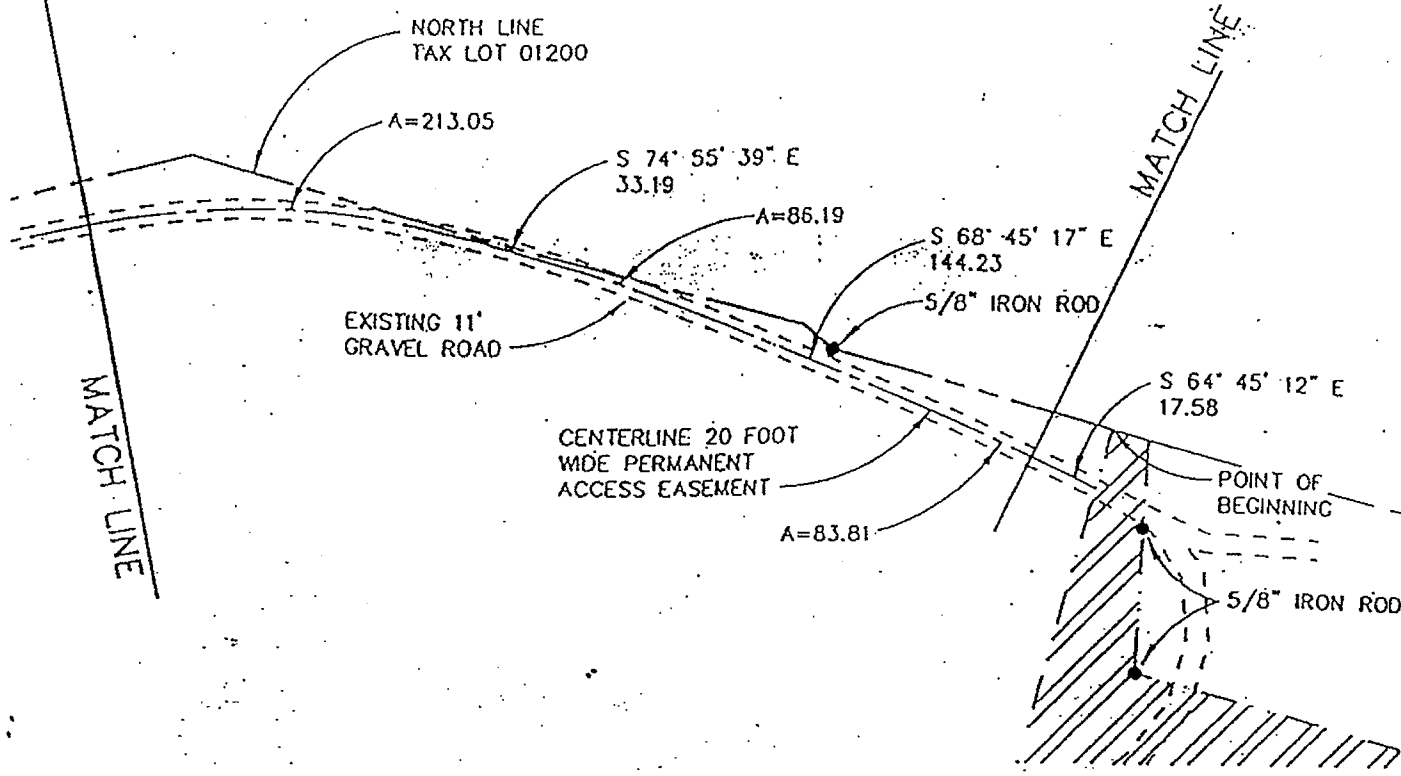 NORTH LINE
TAX LOT 01200
A=213.05
S 74° 55' 39" E
33.19
A=86.19
S 68° 45' 17" E
144.23
5/8" IRON ROD
MATCH LINE
EXISTING 11'
GRAVEL ROAD
MATCH LINE
S 64° 45' 12" E
17.58
CENTERLINE 20 FOOT
WIDE PERMANENT
ACCESS EASEMENT
POINT OF
BEGINNING
A=83.81
5/8" IRON ROD